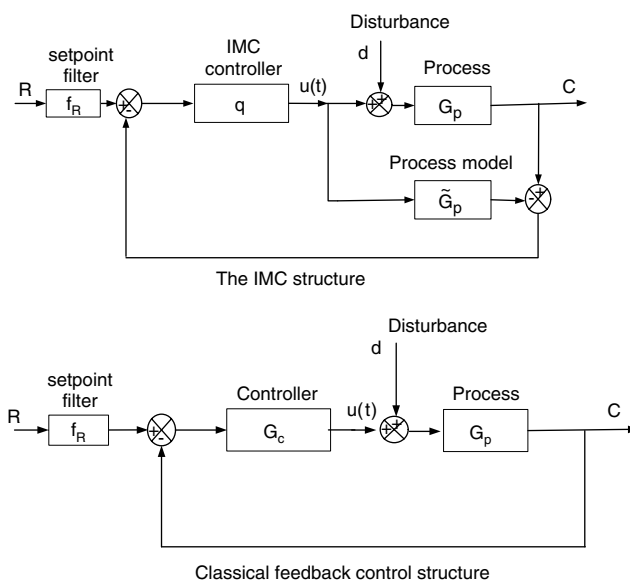 Disturbance
setpoint
filter
IMC
controller
d
Process
R
f_R
+
-
q
u(t)
+
+
G_p
C
Process model
G̃_p
-
+
The IMC structure
Disturbance
d
setpoint
filter
Controller
Process
R
f_R
+
-
G_c
u(t)
+
+
G_p
C
Classical feedback control structure